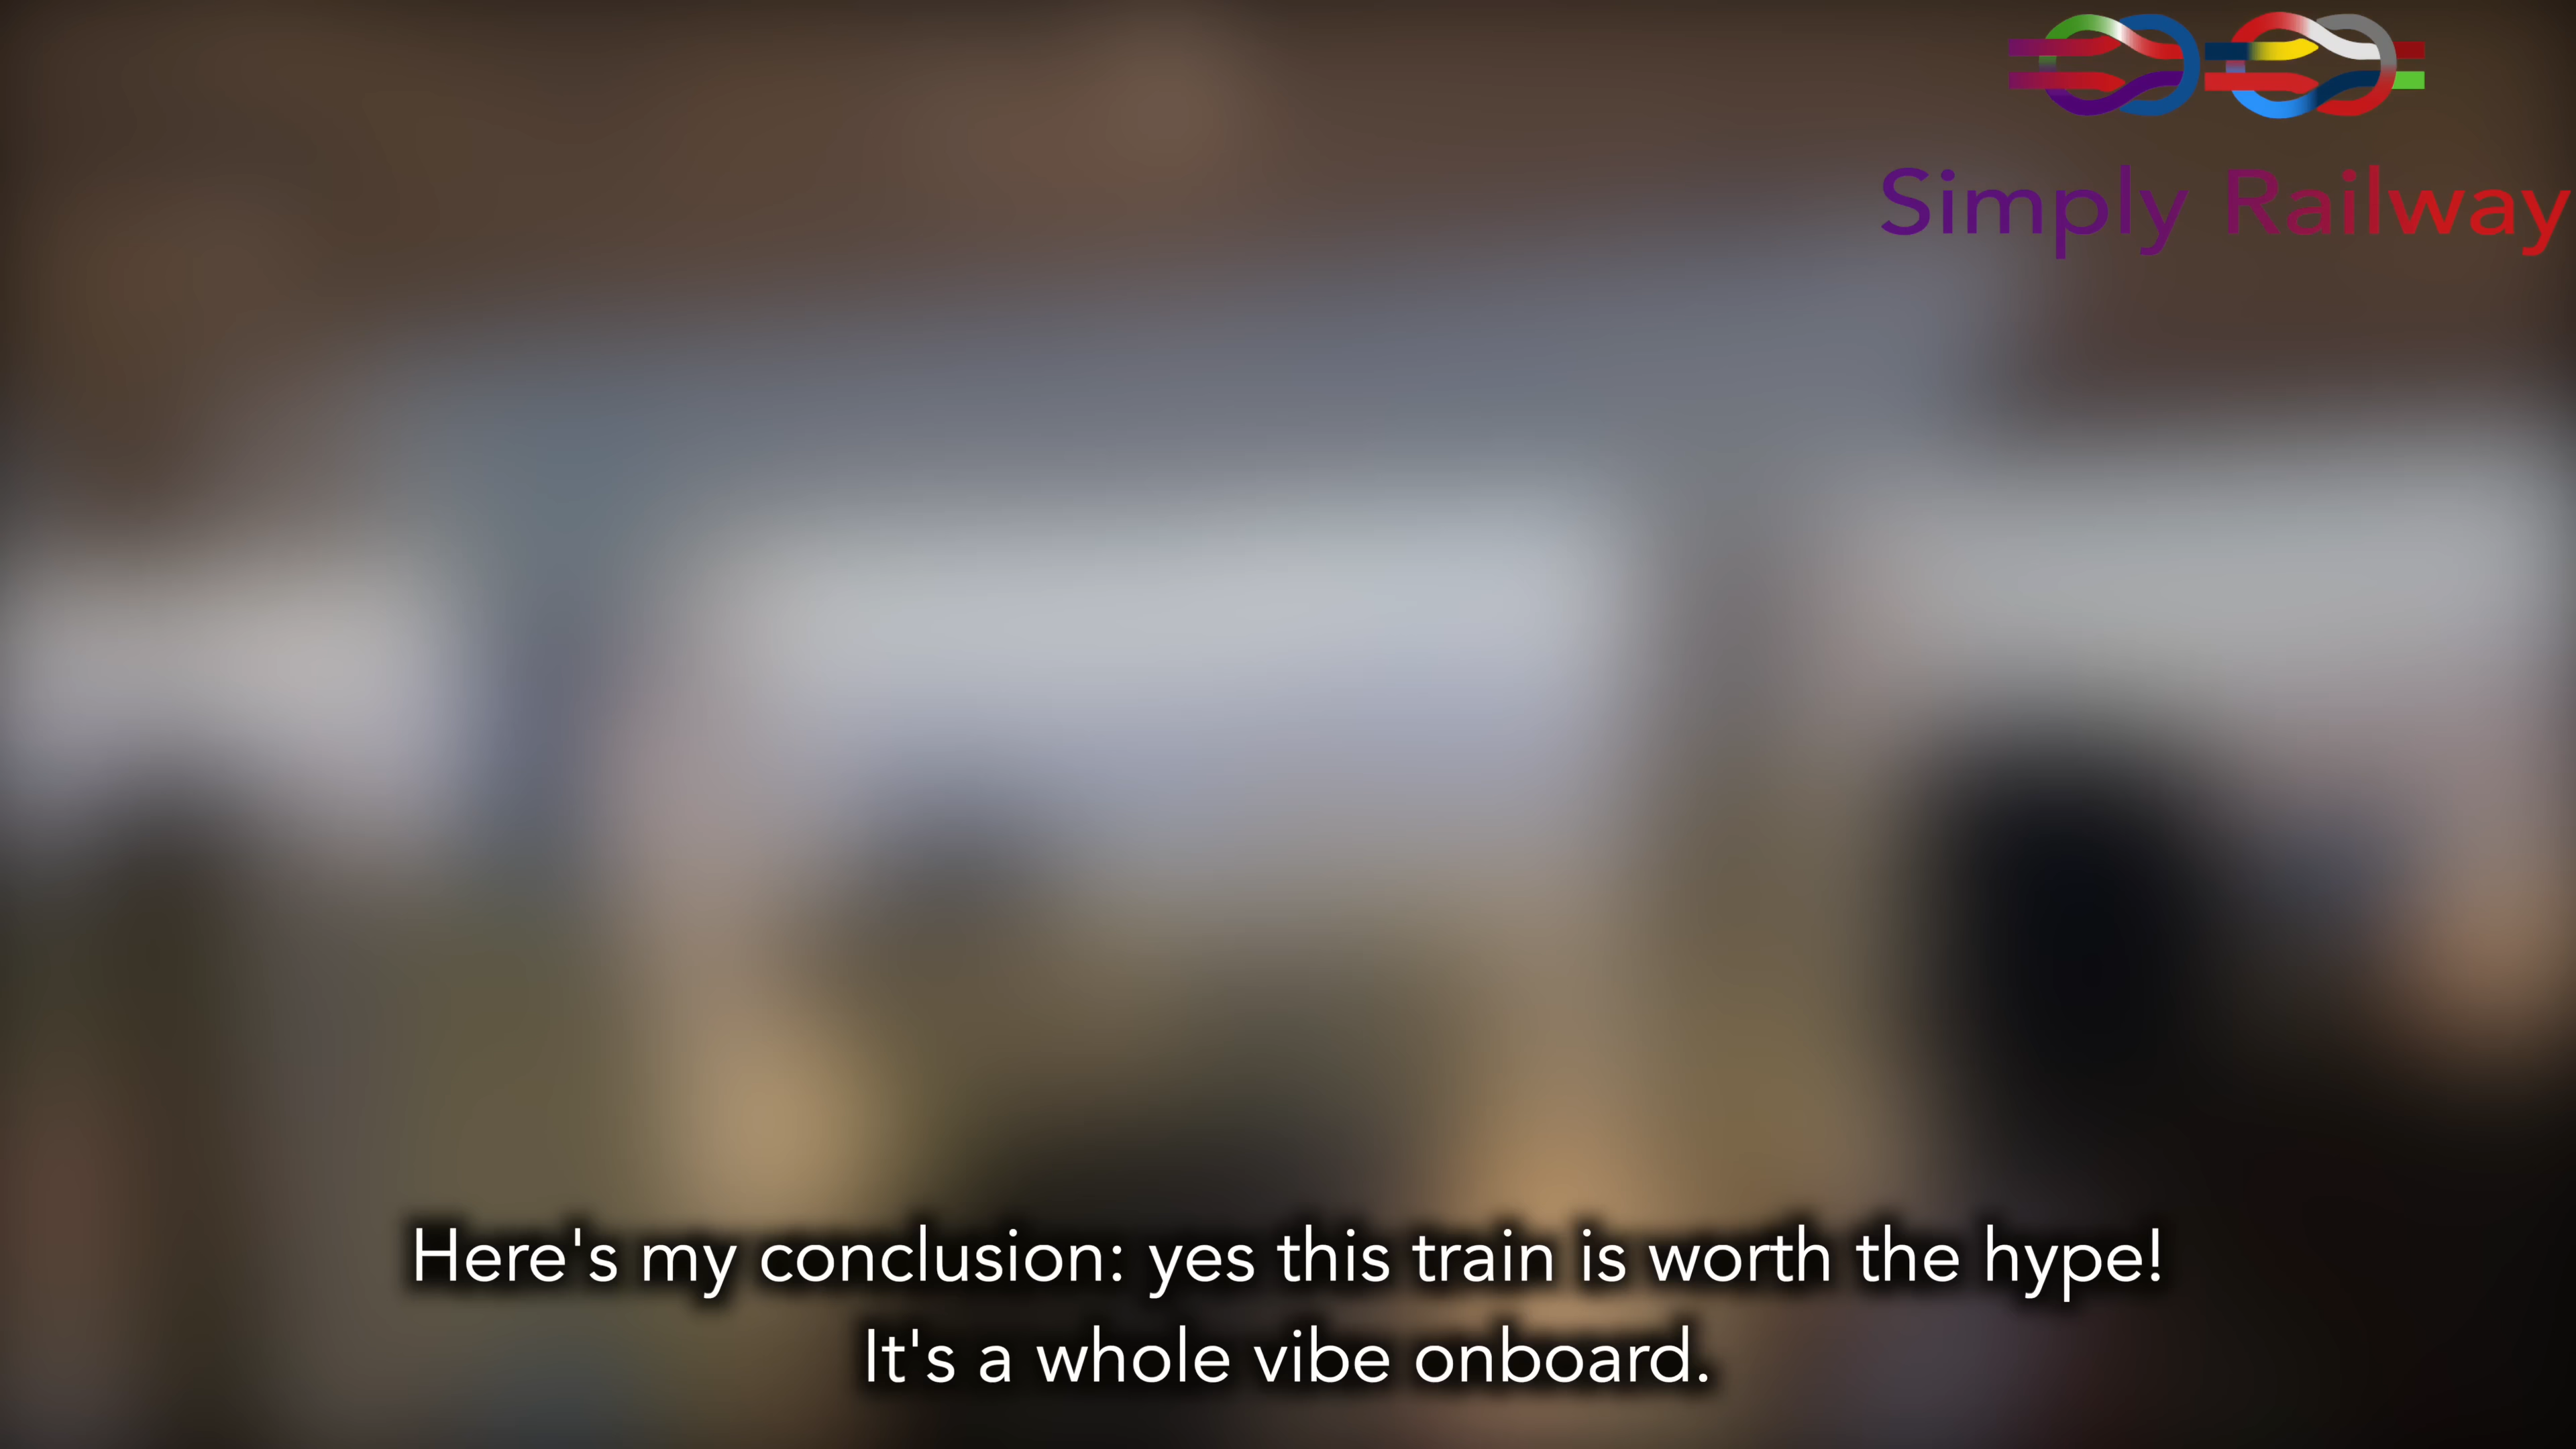 Simply Railway
Here's my conclusion: yes this train is worth the hype!
It's a whole vibe onboard.